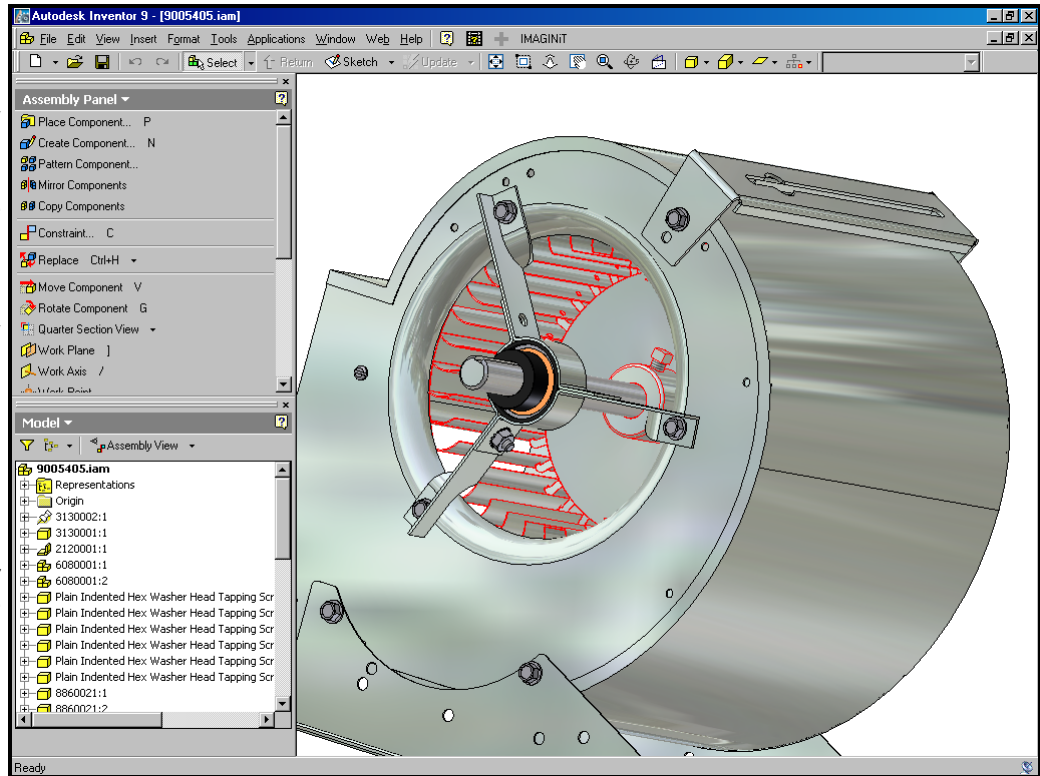 Autodesk Inventor 9 - [9005405.iam]
File Edit View Insert Format Tools Applications Window Web Help IMAGINiT
Select Return Sketch Update
Assembly Panel
Place Component... P
Create Component... N
Pattern Component...
Mirror Components
Copy Components
Constraint... C
Replace Ctrl+H
Move Component V
Rotate Component G
Quarter Section View
Work Plane ]
Work Axis /
Work Point
Model
Assembly View
9005405.iam
Representations
Origin
3130002:1
3130001:1
2120001:1
6080001:1
6080001:2
Plain Indented Hex Washer Head Tapping Scr
Plain Indented Hex Washer Head Tapping Scr
Plain Indented Hex Washer Head Tapping Scr
Plain Indented Hex Washer Head Tapping Scr
Plain Indented Hex Washer Head Tapping Scr
Plain Indented Hex Washer Head Tapping Scr
8860021:1
8860021:2
Ready